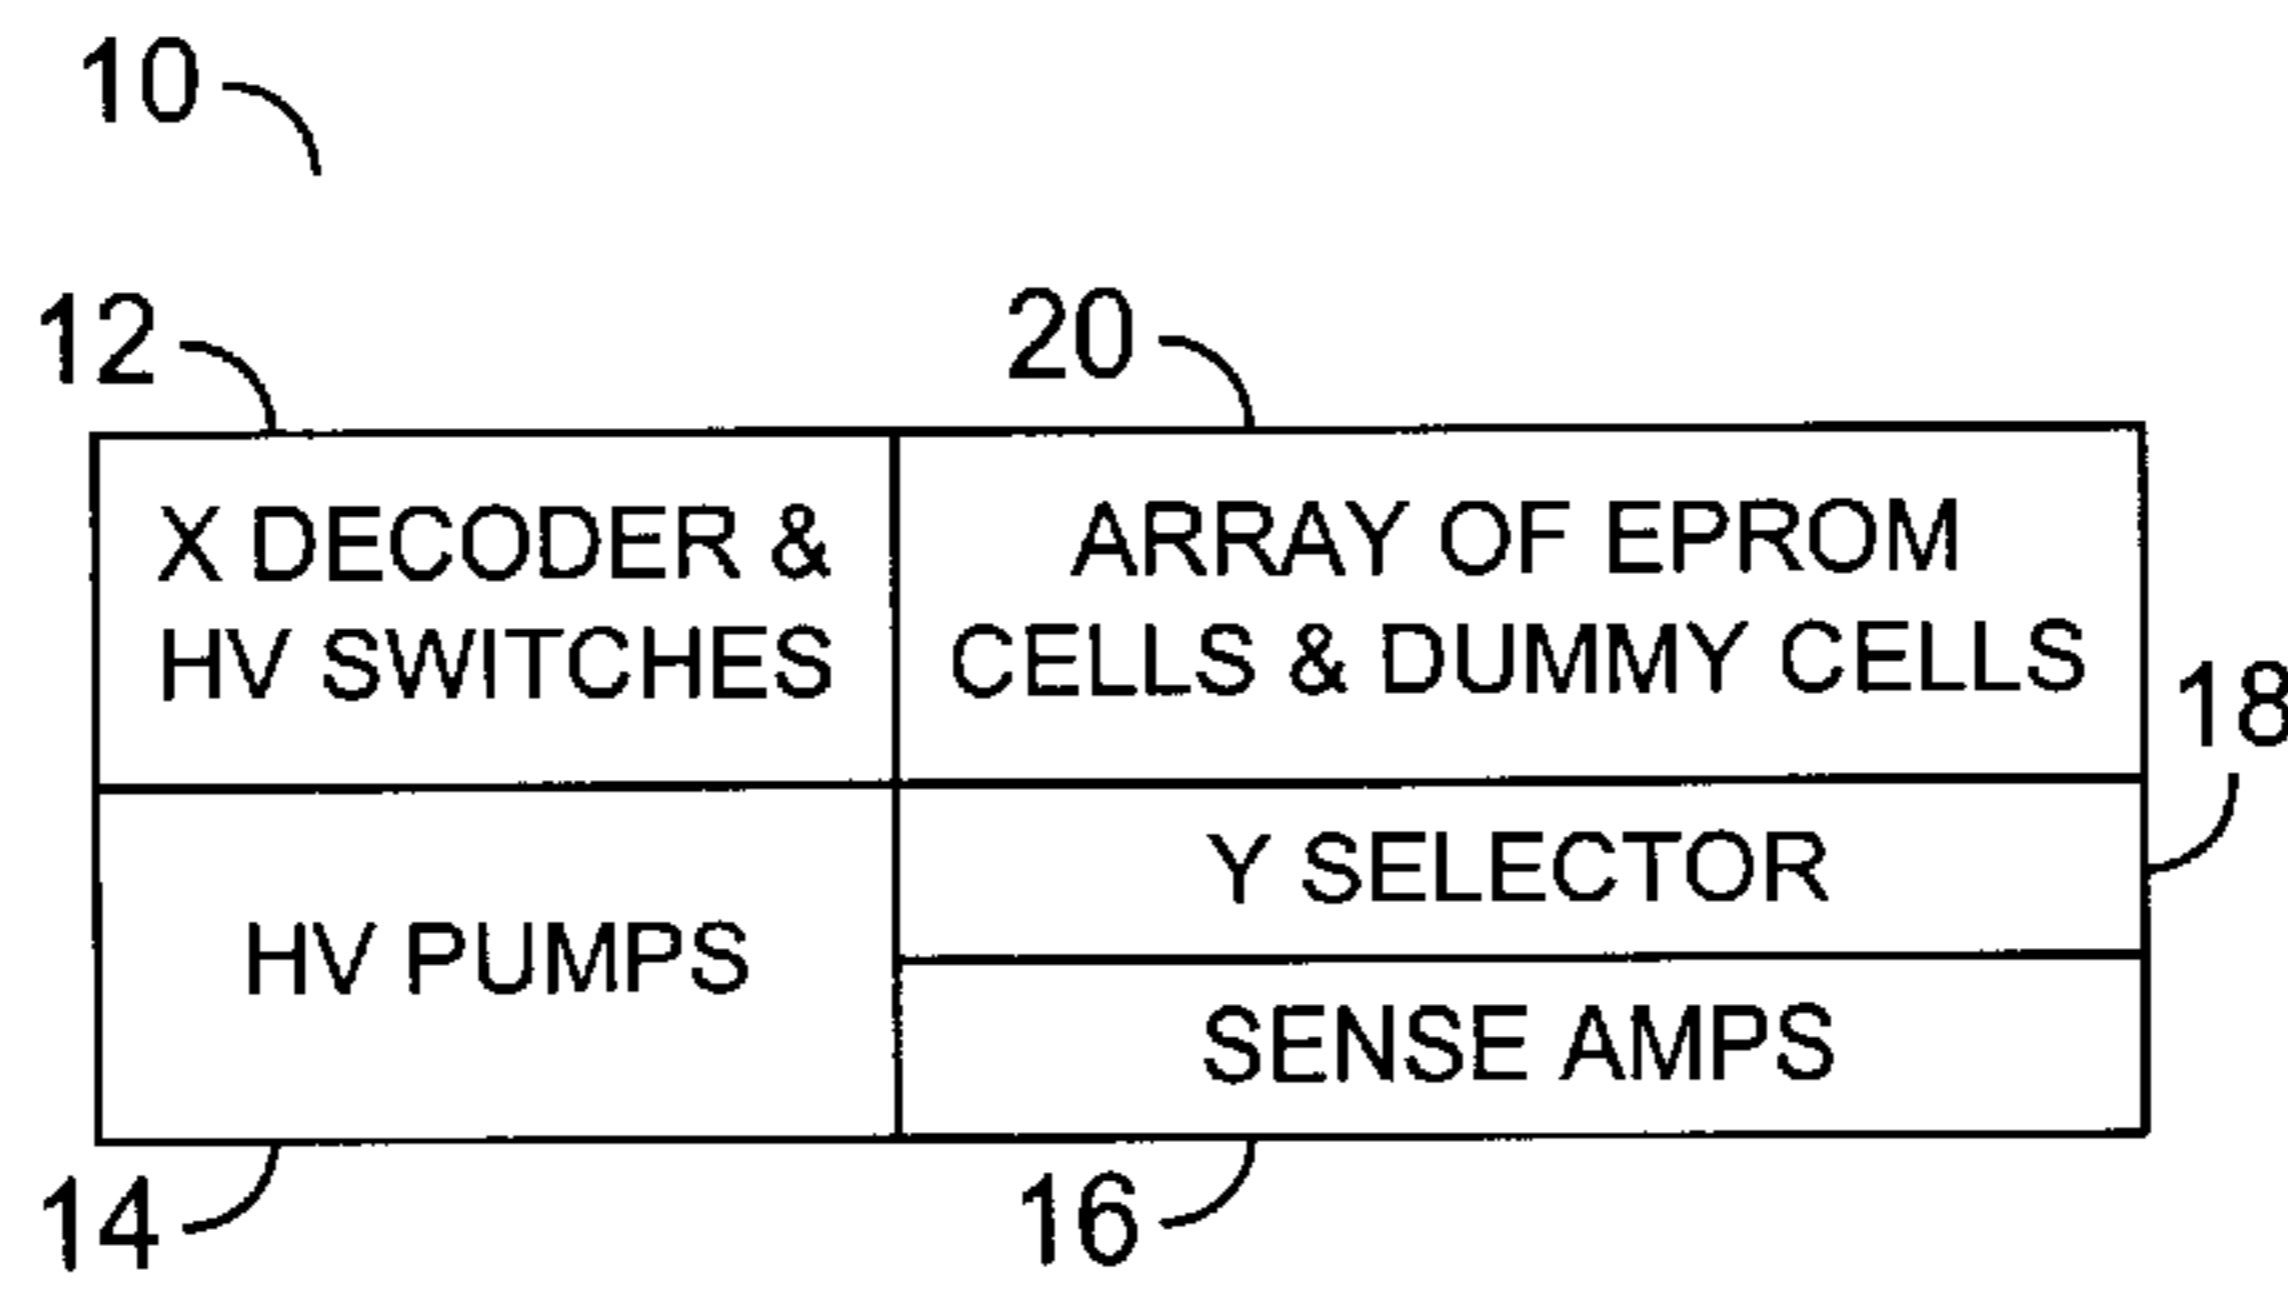 10
12
20
X DECODER &
HV SWITCHES
ARRAY OF EPROM
CELLS & DUMMY CELLS
18
Y SELECTOR
HV PUMPS
SENSE AMPS
14
16